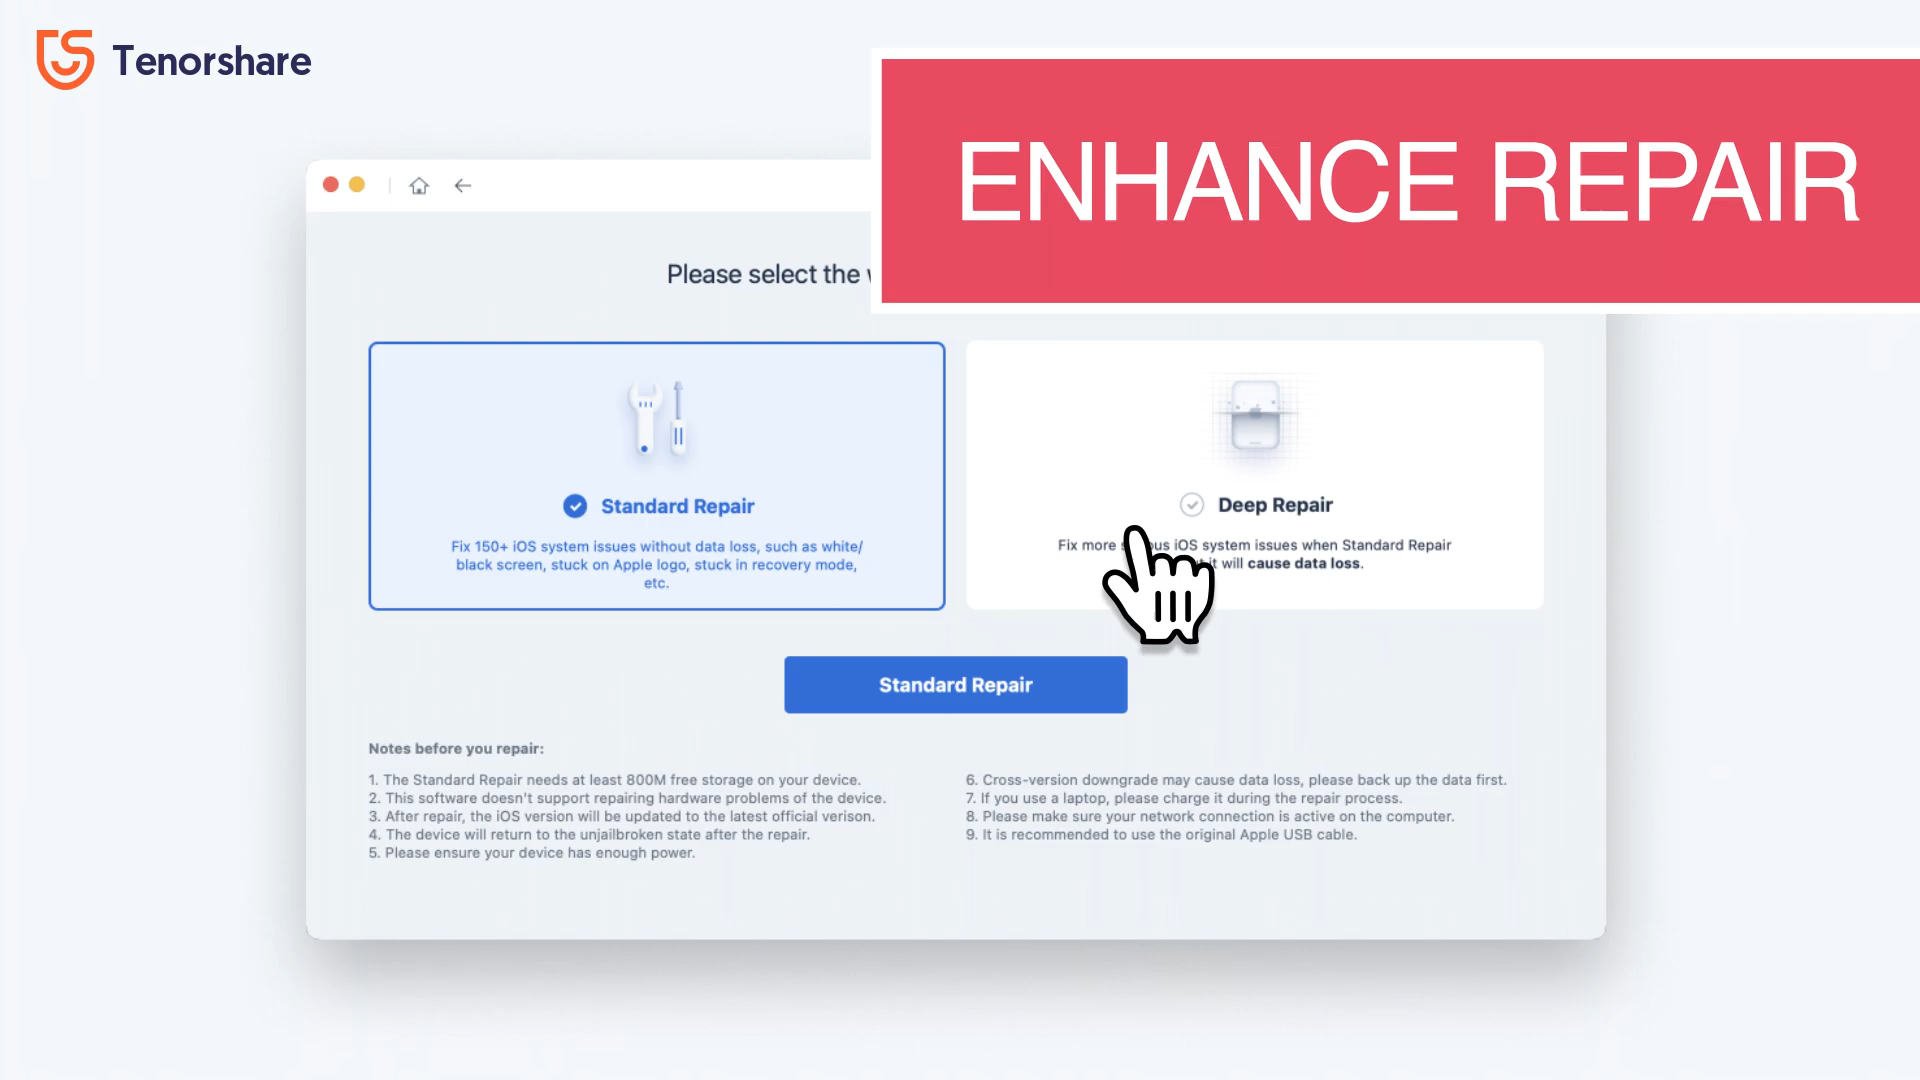 Tenorshare
ENHANCE REPAIR
Please select the
Standard Repair
Fix 150+ iOS system issues without data loss, such as white/
black screen, stuck on Apple logo, stuck in recovery mode,
etc.
Deep Repair
Fix more iOS system issues when Standard Repair
it will cause data loss.
Standard Repair
Notes before you repair:
1. The Standard Repair needs at least 800M free storage on your device.
2. This software doesn't support repairing hardware problems of the device.
3. After repair, the iOS version will be updated to the latest official verison.
4. The device will return to the unjailbroken state after the repair.
5. Please ensure your device has enough power.
6. Cross-version downgrade may cause data loss, please back up the data first.
7. If you use a laptop, please charge it during the repair process.
8. Please make sure your network connection is active on the computer.
9. It is recommended to use the original Apple USB cable.